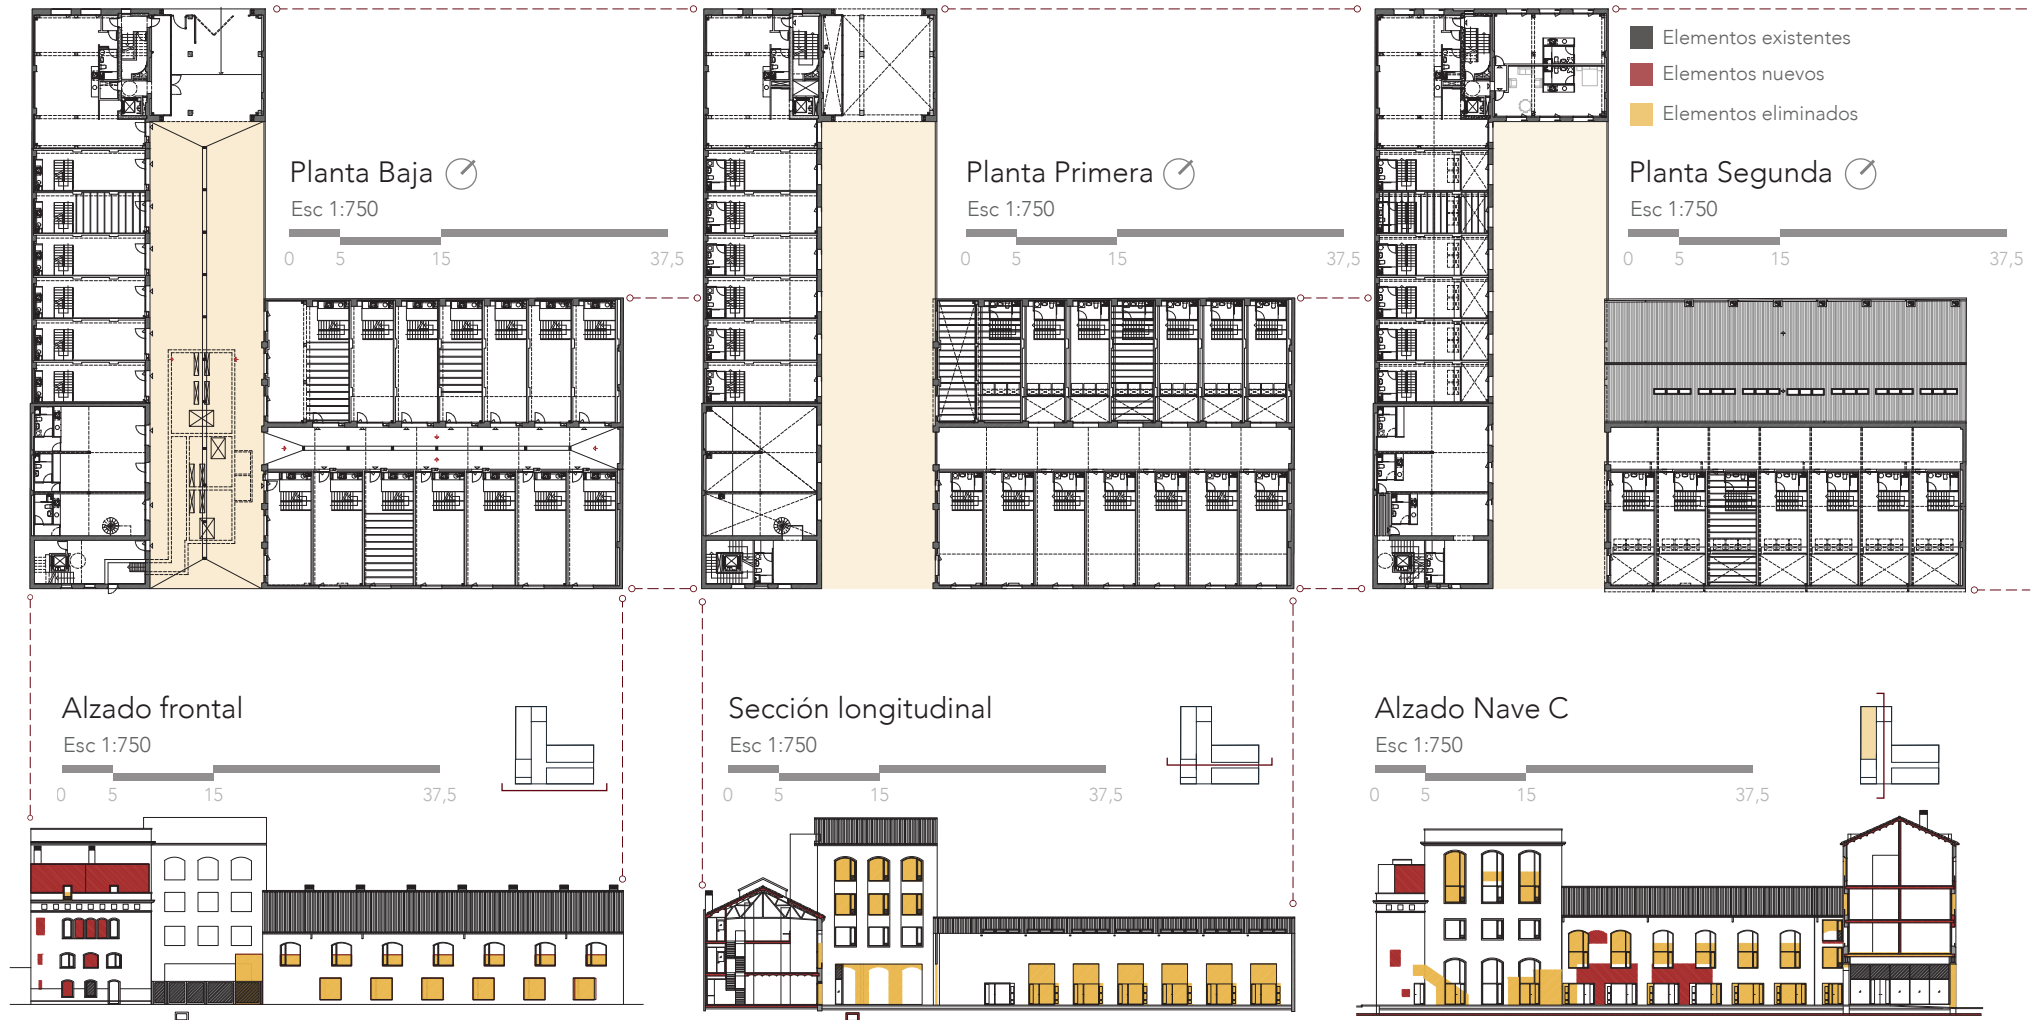 Elementos existentes
Elementos nuevos
Elementos eliminados
Planta Baja
Esc 1:750
0 5 15 37,5
Planta Primera
Esc 1:750
0 5 15 37,5
Planta Segunda
Esc 1:750
0 5 15 37,5
Alzado frontal
Esc 1:750
0 5 15 37,5
Sección longitudinal
Esc 1:750
0 5 15 37,5
Alzado Nave C
Esc 1:750
0 5 15 37,5